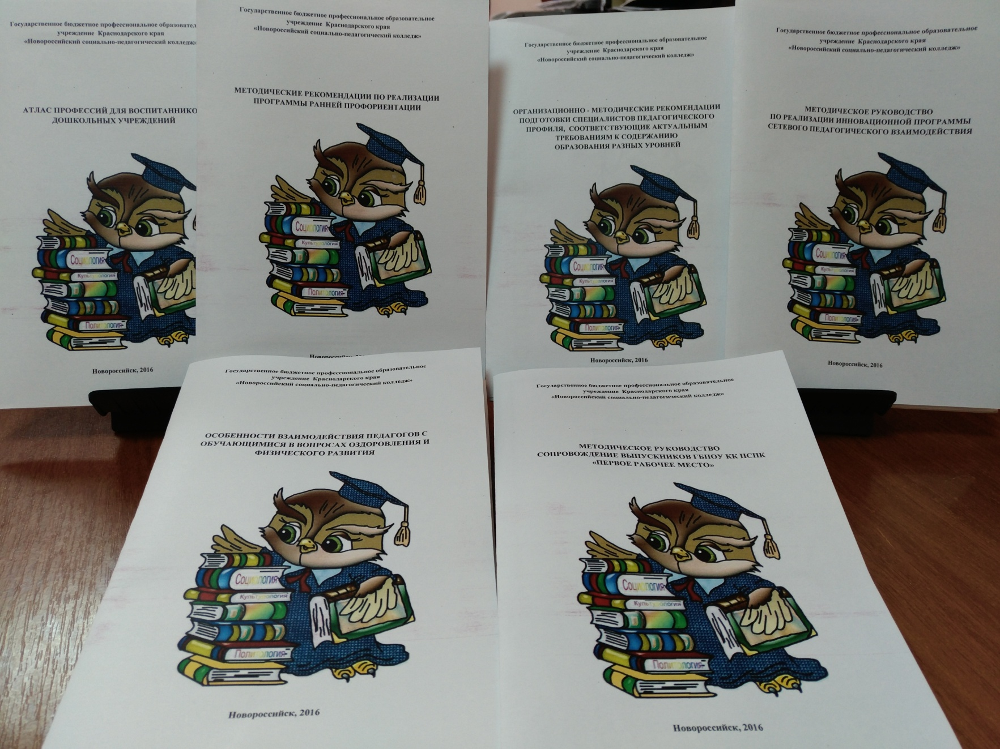 Государственное бюджетное профессиональное
учреждение Краснодарского края
«Новороссийский социально-педагогический колледж»
АТЛАС ПРОФЕССИЙ ДЛЯ
ДОШКОЛЬНЫХ УЧРЕЖДЕНИЙ
Социология
Культурология
Политология
Новороссийск, 2016
Государственное бюджетное профессиональное образовательное
учреждение Краснодарского края
«Новороссийский социально-педагогический колледж»
МЕТОДИЧЕСКИЕ РЕКОМЕНДАЦИИ ПО РЕАЛИЗАЦИИ
ПРОГРАММЫ РАННЕЙ ПРОФОРИЕНТАЦИИ
Социология
Культурология
Политология
Государственное бюджетное профессиональное образовательное
учреждение Краснодарского края
«Новороссийский социально-педагогический колледж»
ОРГАНИЗАЦИОННО - МЕТОДИЧЕСКИЕ РЕКОМЕНДАЦИИ
ПОДГОТОВКИ СПЕЦИАЛИСТОВ ПЕДАГОГИЧЕСКОГО
ПРОФИЛЯ, СООТВЕТСТВУЮЩИЕ АКТУАЛЬНЫМ
ТРЕБОВАНИЯМ К СОДЕРЖАНИЮ
ОБРАЗОВАНИЯ РАЗНЫХ УРОВНЕЙ
Социология
Культурология
Политология
Новороссийск, 2016
Государственное бюджетное профессиональное образовательное
учреждение Краснодарского края
«Новороссийский социально-педагогический колледж»
МЕТОДИЧЕСКОЕ РУКОВОДСТВО
ПО РЕАЛИЗАЦИИ ИННОВАЦИОННОЙ ПРОГРАММЫ
СЕТЕВОГО ПЕДАГОГИЧЕСКОГО ВЗАИМОДЕЙСТВИЯ
Социология
Культурология
Политология
Новороссийск, 2016
Государственное бюджетное профессиональное образовательное
учреждение Краснодарского края
«Новороссийский социально-педагогический колледж»
ОСОБЕННОСТИ ВЗАИМОДЕЙСТВИЯ ПЕДАГОГОВ С
ОБУЧАЮЩИМИСЯ В ВОПРОСАХ ОЗДОРОВЛЕНИЯ И
ФИЗИЧЕСКОГО РАЗВИТИЯ
Социология
Культурология
Политология
Новороссийск, 2016
Государственное бюджетное профессиональное образовательное
учреждение Краснодарского края
«Новороссийский социально-педагогический колледж»
МЕТОДИЧЕСКОЕ РУКОВОДСТВО
СОПРОВОЖДЕНИЕ ВЫПУСКНИКОВ ГБПОУ КК НСПК
«ПЕРВОЕ РАБОЧЕЕ МЕСТО»
Социология
Культурология
Политология
Новороссийск, 2016